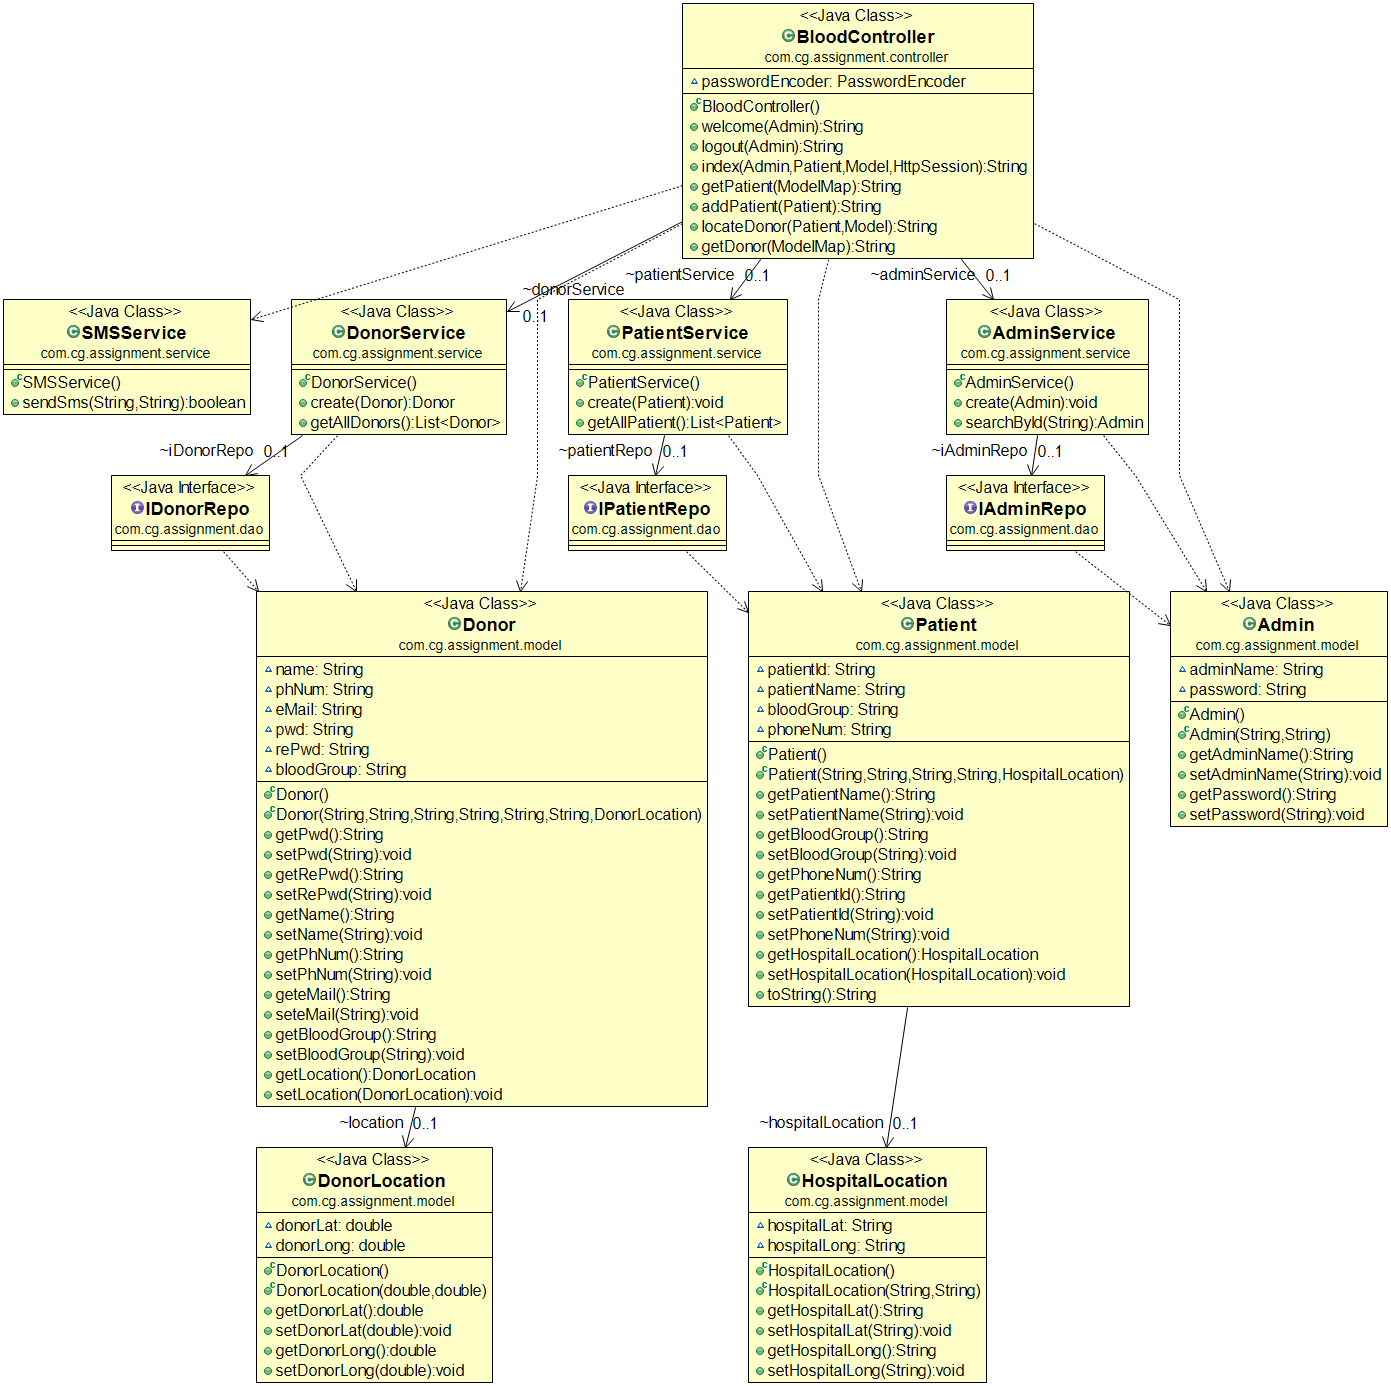 <<Java Class>>
BloodController
com.cg.assignment.controller
passwordEncoder: PasswordEncoder
BloodController()
welcome(Admin):String
logout(Admin):String
index(Admin,Patient,Model,HttpSession):String
getPatient(ModelMap):String
addPatient(Patient):String
locateDonor(Patient,Model):String
getDonor(ModelMap):String
~donorService
0..1
~patientService 0..1
~adminService 0..1
<<Java Class>>
SMSService
com.cg.assignment.service
SMSService()
sendSms(String,String):boolean
<<Java Class>>
DonorService
com.cg.assignment.service
DonorService()
create(Donor):Donor
getAllDonors():List<Donor>
<<Java Class>>
PatientService
com.cg.assignment.service
PatientService()
create(Patient):void
getAllPatient():List<Patient>
<<Java Class>>
AdminService
com.cg.assignment.service
AdminService()
create(Admin):void
searchById(String):Admin
~iDonorRepo 0..1
~patientRepo 0..1
~iAdminRepo 0..1
<<Java Interface>>
IDonorRepo
com.cg.assignment.dao
<<Java Interface>>
IPatientRepo
com.cg.assignment.dao
<<Java Interface>>
IAdminRepo
com.cg.assignment.dao
<<Java Class>>
Donor
com.cg.assignment.model
name: String
phNum: String
eMail: String
pwd: String
rePwd: String
bloodGroup: String
Donor()
Donor(String,String,String,String,String,String,DonorLocation)
getPwd():String
setPwd(String):void
getRePwd():String
setRePwd(String):void
getName():String
setName(String):void
getPhNum():String
setPhNum(String):void
geteMail():String
seteMail(String):void
getBloodGroup():String
setBloodGroup(String):void
getLocation():DonorLocation
setLocation(DonorLocation):void
<<Java Class>>
Patient
com.cg.assignment.model
patientId: String
patientName: String
bloodGroup: String
phoneNum: String
Patient()
Patient(String,String,String,String,HospitalLocation)
getPatientName():String
setPatientName(String):void
getBloodGroup():String
setBloodGroup(String):void
getPhoneNum():String
getPatientId():String
setPatientId(String):void
setPhoneNum(String):void
getHospitalLocation():HospitalLocation
setHospitalLocation(HospitalLocation):void
toString():String
<<Java Class>>
Admin
com.cg.assignment.model
adminName: String
password: String
Admin()
Admin(String,String)
getAdminName():String
setAdminName(String):void
getPassword():String
setPassword(String):void
~location 0..1
~hospitalLocation 0..1
<<Java Class>>
DonorLocation
com.cg.assignment.model
donorLat: double
donorLong: double
DonorLocation()
DonorLocation(double,double)
getDonorLat():double
setDonorLat(double):void
getDonorLong():double
setDonorLong(double):void
<<Java Class>>
HospitalLocation
com.cg.assignment.model
hospitalLat: String
hospitalLong: String
HospitalLocation()
HospitalLocation(String,String)
getHospitalLat():String
setHospitalLat(String):void
getHospitalLong():String
setHospitalLong(String):void